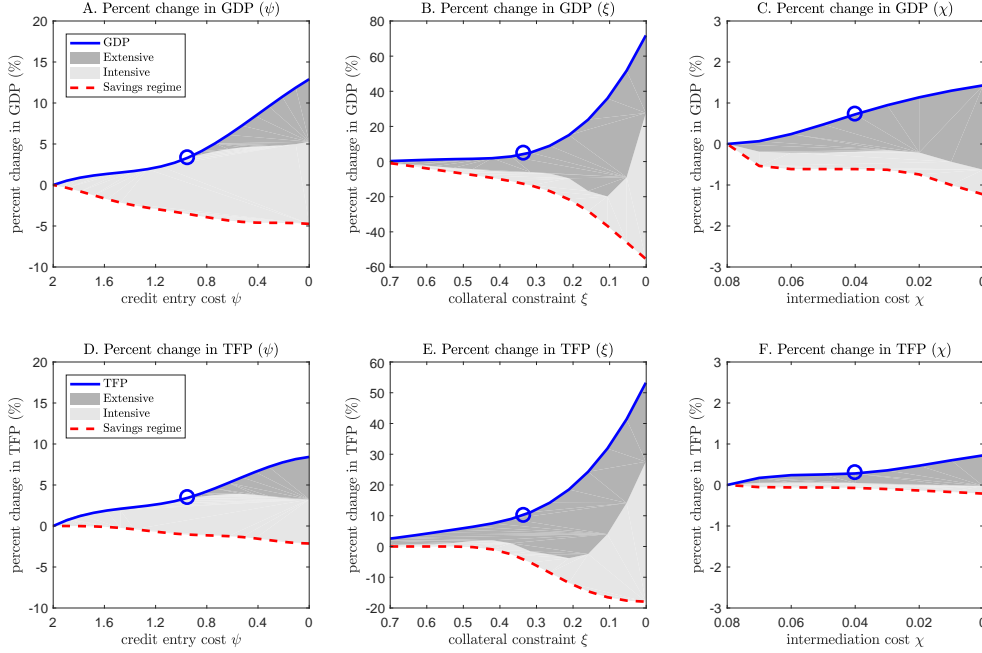 A. Percent change in GDP (ψ)
percent change in GDP (%)
20
15
10
5
0
-5
-10
GDP
Extensive
Intensive
Savings regime
2 1.6 1.2 0.8 0.4 0
credit entry cost ψ
B. Percent change in GDP (ξ)
percent change in GDP (%)
80
60
40
20
0
-20
-40
-60
0.7 0.6 0.5 0.4 0.3 0.2 0.1 0
collateral constraint ξ
C. Percent change in GDP (χ)
percent change in GDP (%)
3
2
1
0
-1
-2
-3
0.08 0.06 0.04 0.02 0
intermediation cost χ
D. Percent change in TFP (ψ)
percent change in TFP (%)
20
15
10
5
0
-5
-10
TFP
Extensive
Intensive
Savings regime
2 1.6 1.2 0.8 0.4 0
credit entry cost ψ
E. Percent change in TFP (ξ)
percent change in TFP (%)
60
50
40
30
20
10
0
-10
-20
0.7 0.6 0.5 0.4 0.3 0.2 0.1 0
collateral constraint ξ
F. Percent change in TFP (χ)
percent change in TFP (%)
3
2
1
0
-1
-2
-3
0.08 0.06 0.04 0.02 0
intermediation cost χ